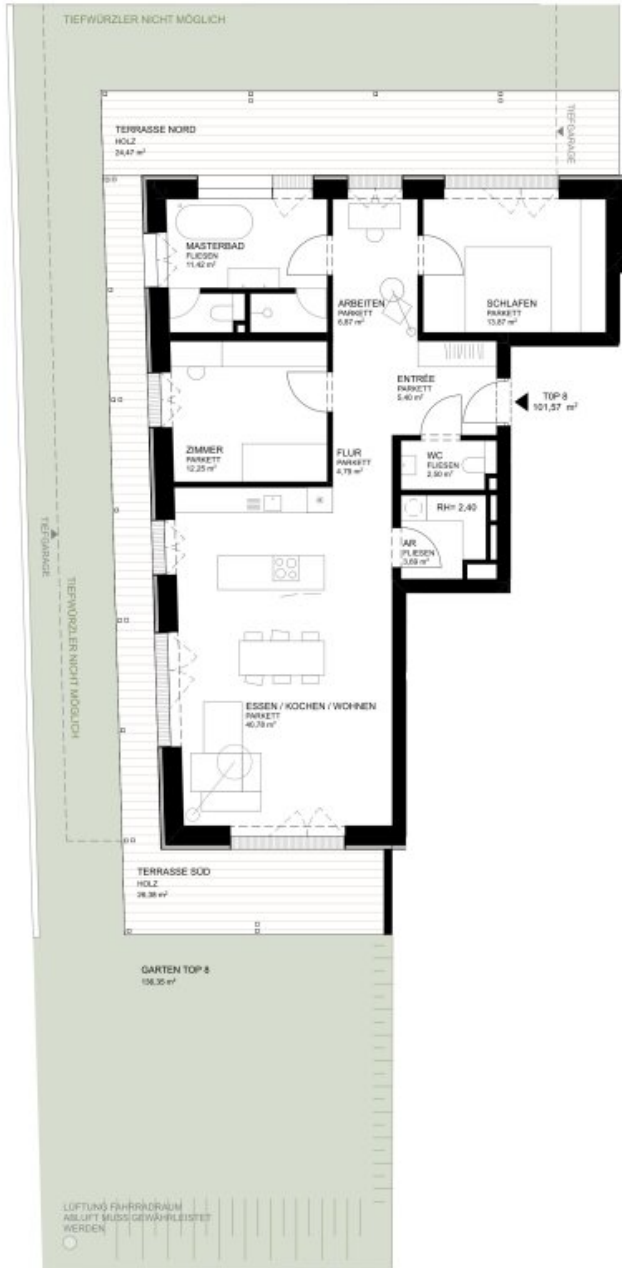 TIEFWÜRZLER NICHT MÖGLICH
TERRASSE NORD
HOLZ
24,47 m²
TIEFGARAGE
MASTERBAD
FLIESEN
11,42 m²
ARBEITEN
PARKETT
6,87 m²
SCHLAFEN
PARKETT
13,87 m²
ENTRÉE
PARKETT
5,40 m²
TOP 8
101,57 m²
ZIMMER
PARKETT
12,25 m²
FLUR
PARKETT
4,79 m²
WC
FLIESEN
2,50 m²
RH= 2,40
AR
FLIESEN
3,69 m²
TIEFGARAGE
TIEFWÜRZLER NICHT MÖGLICH
ESSEN / KOCHEN / WOHNEN
PARKETT
40,78 m²
TERRASSE SÜD
HOLZ
26,38 m²
GARTEN TOP 8
136,35 m²
LÜFTUNG FAHRRADRAUM
ABLUFT MUSS GEWÄHRLEISTET
WERDEN